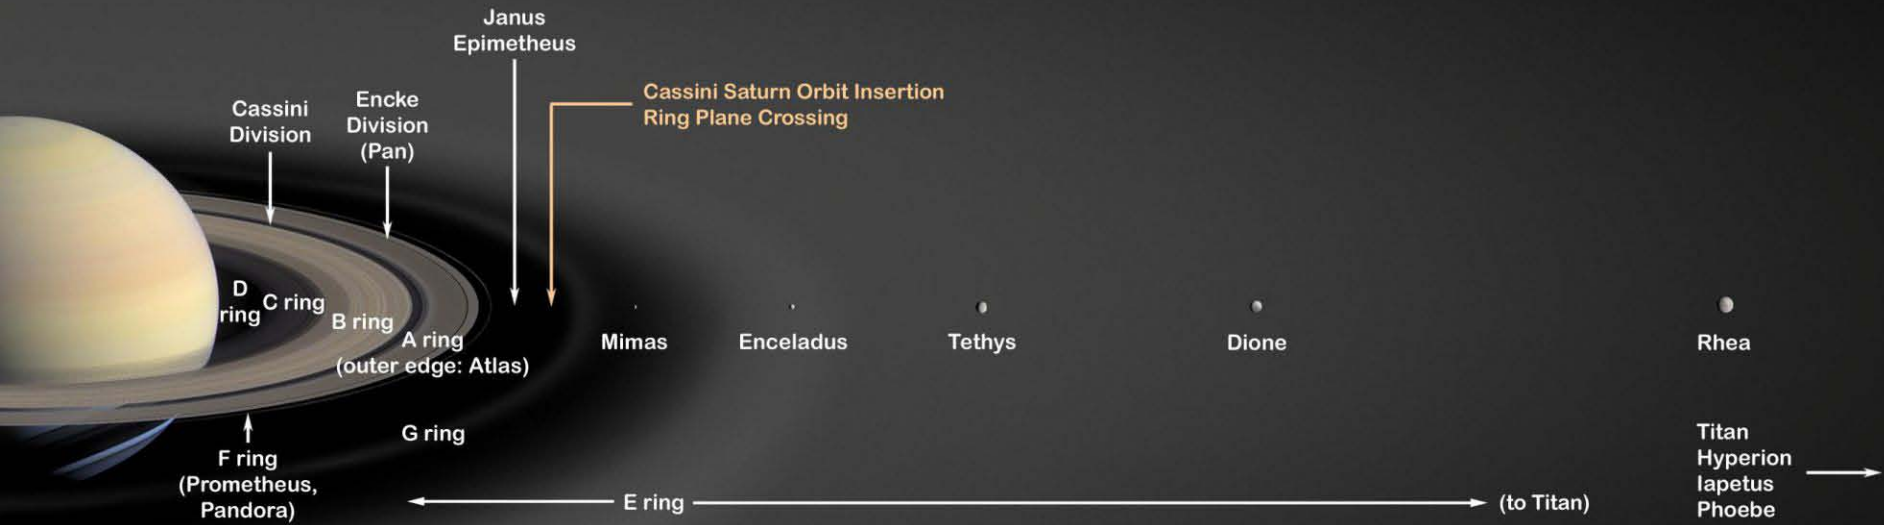 Janus
Epimetheus
Cassini Saturn Orbit Insertion
Ring Plane Crossing
Cassini
Division
Encke
Division
(Pan)
D
ring
C ring
B ring
A ring
(outer edge: Atlas)
Mimas
Enceladus
Tethys
Dione
Rhea
G ring
F ring
(Prometheus,
Pandora)
E ring
(to Titan)
Titan
Hyperion
Iapetus
Phoebe